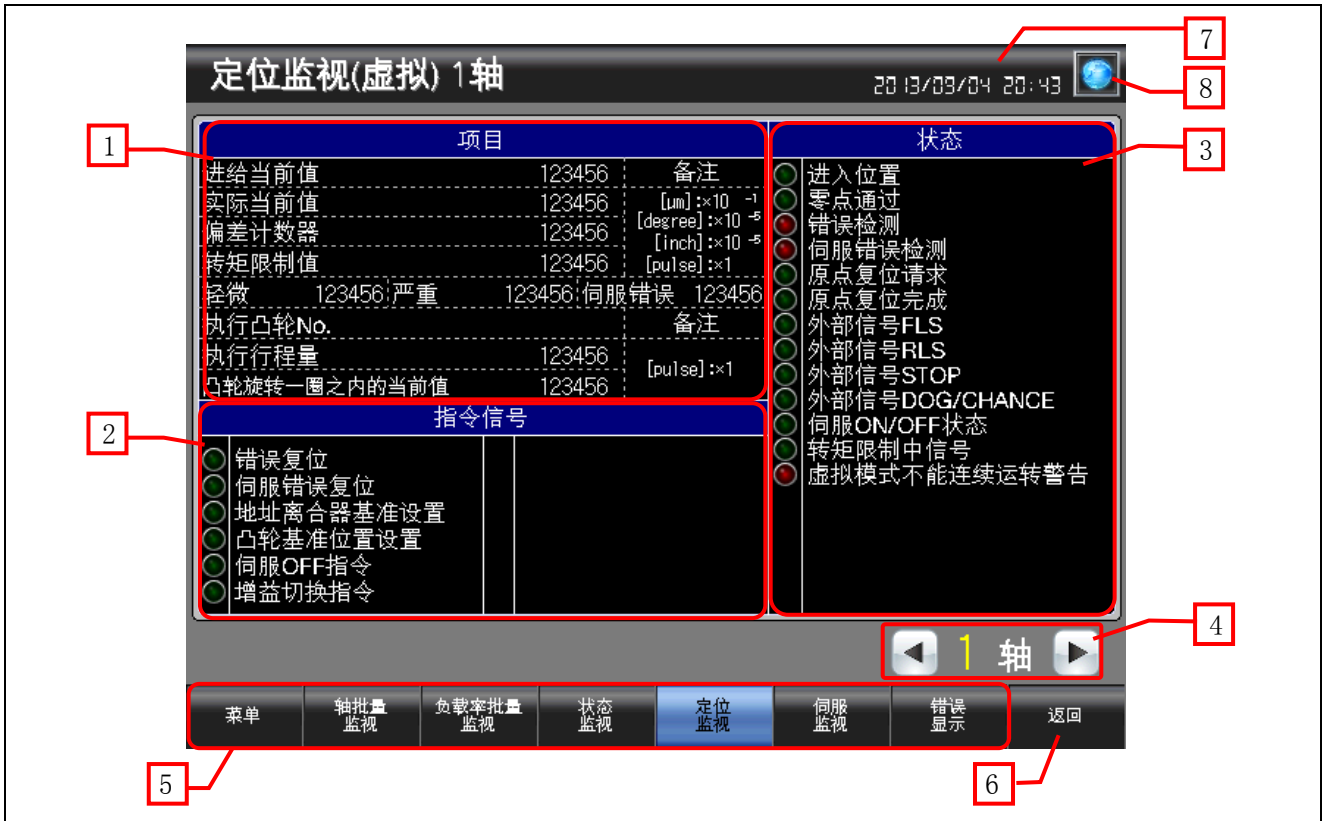 7
定位监视(虚拟) 1轴
2013/09/04 20:43
8
1
项目
进给当前值 123456 备注
实际当前值 123456 [μm]:×10 -1
偏差计数器 123456 [degree]:×10 -5
[inch]:×10 -5
转矩限制值 123456 [pulse]:×1
轻微 123456 严重 123456 伺服错误 123456
执行凸轮No. 备注
执行行程量 123456
[pulse]:×1
凸轮旋转一圈之内的当前值 123456
状态
3
进入位置
零点通过
错误检测
伺服错误检测
原点复位请求
原点复位完成
外部信号FLS
外部信号RLS
外部信号STOP
外部信号DOG/CHANCE
伺服ON/OFF状态
转矩限制中信号
虚拟模式不能连续运转警告
2
指令信号
错误复位
伺服错误复位
地址离合器基准设置
凸轮基准位置设置
伺服OFF指令
增益切换指令
1 轴
4
菜单
轴批量
监视
负载率批量
监视
状态
监视
定位
监视
伺服
监视
错误
显示
返回
5
6